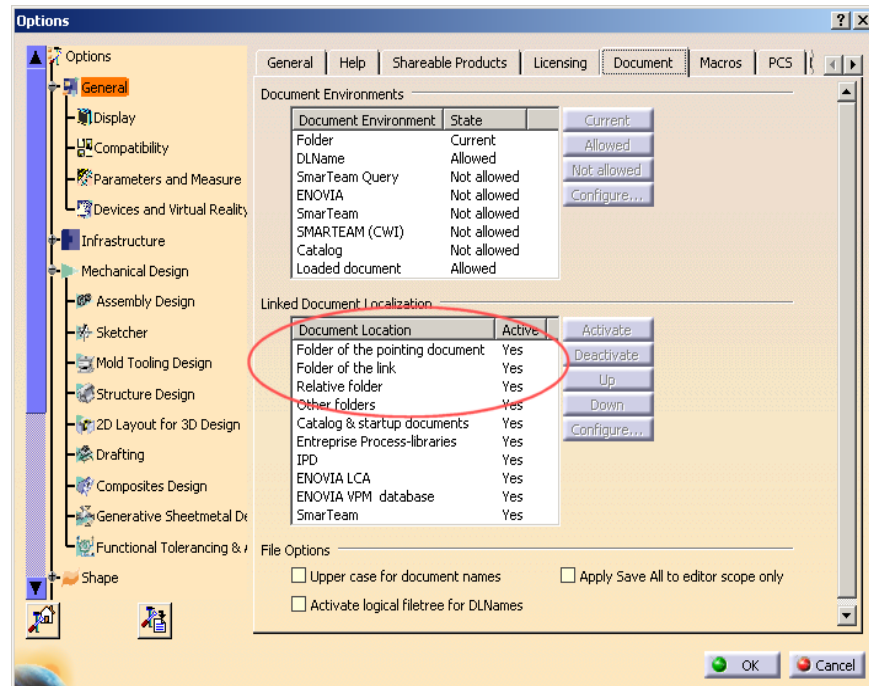 Options
Options
General
Display
Compatibility
Parameters and Measure
Devices and Virtual Reality
Infrastructure
Mechanical Design
Assembly Design
Sketcher
Mold Tooling Design
Structure Design
2D Layout for 3D Design
Drafting
Composites Design
Generative Sheetmetal
Functional Tolerancing &
Shape
General Help Shareable Products Licensing Document Macros PCS
Document Environments
Document Environment State
Folder Current
DLName Allowed
SmarTeam Query Not allowed
ENOVIA Not allowed
SmarTeam Not allowed
SMARTEAM (CWI) Not allowed
Catalog Not allowed
Loaded document Allowed
Current
Allowed
Not allowed
Configure...
Linked Document Localization
Document Location Active
Folder of the pointing document Yes
Folder of the link Yes
Relative folder Yes
Other folders Yes
Catalog & startup documents Yes
Entreprise Process-libraries Yes
IPD Yes
ENOVIA LCA Yes
ENOVIA VPM database Yes
SmarTeam Yes
Activate
Deactivate
Up
Down
Configure...
File Options
Upper case for document names Apply Save All to editor scope only
Activate logical filetree for DLNames
OK Cancel